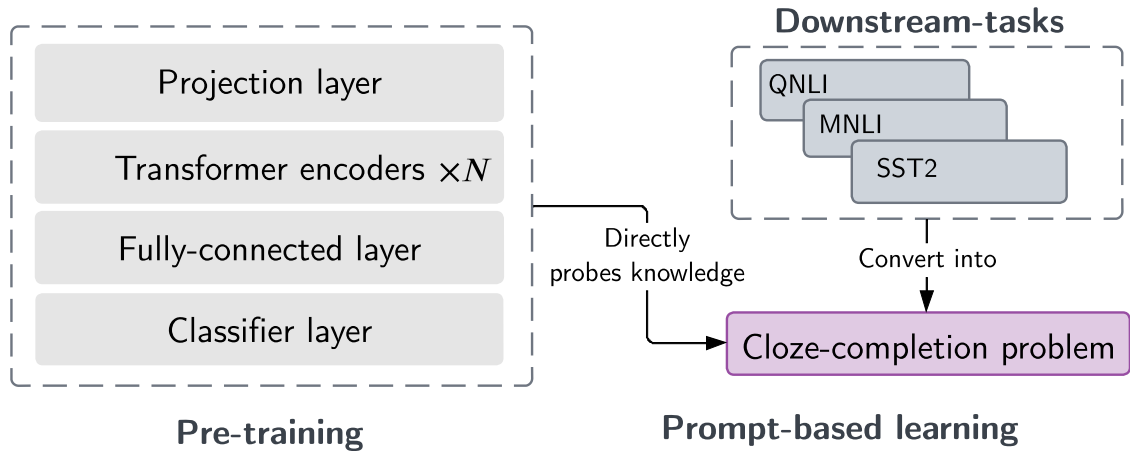 Projection layer
Transformer encoders ×N
Fully-connected layer
Classifier layer
Pre-training
Directly
probes knowledge
Downstream-tasks
QNLI
MNLI
SST2
Convert into
Cloze-completion problem
Prompt-based learning